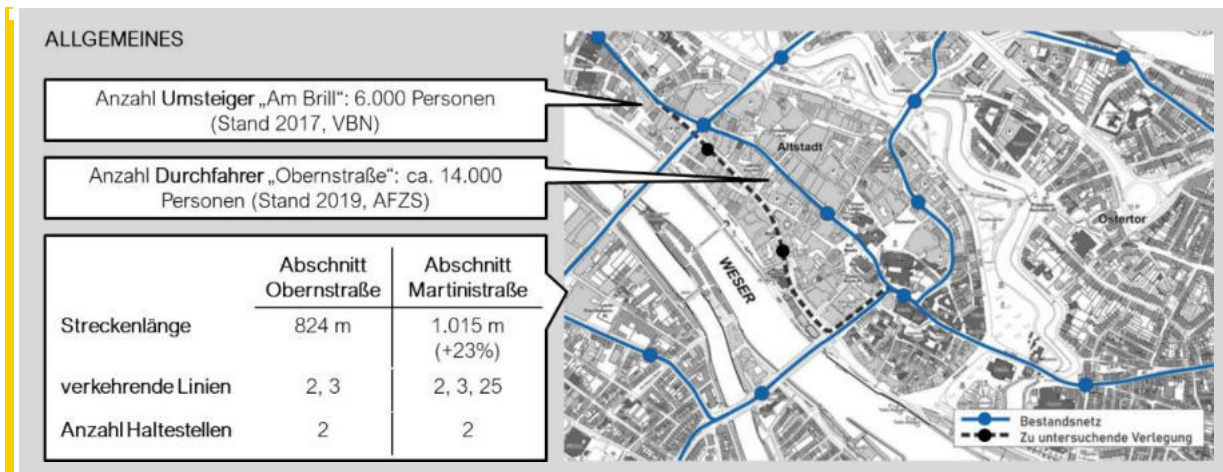 ALLGEMEINES
Anzahl Umsteiger „Am Brill“: 6.000 Personen
(Stand 2017, VBN)
Anzahl Durchfahrer „Obernstraße“: ca. 14.000
Personen (Stand 2019, AFZS)
Abschnitt Obernstraße
Abschnitt Martinistraße
Streckenlänge 824 m 1.015 m
(+23%)
verkehrende Linien 2, 3 2, 3, 25
Anzahl Haltestellen 2 2
Altstadt
Ostertor
WESER
Bestandsnetz
Zu untersuchende Verlegung